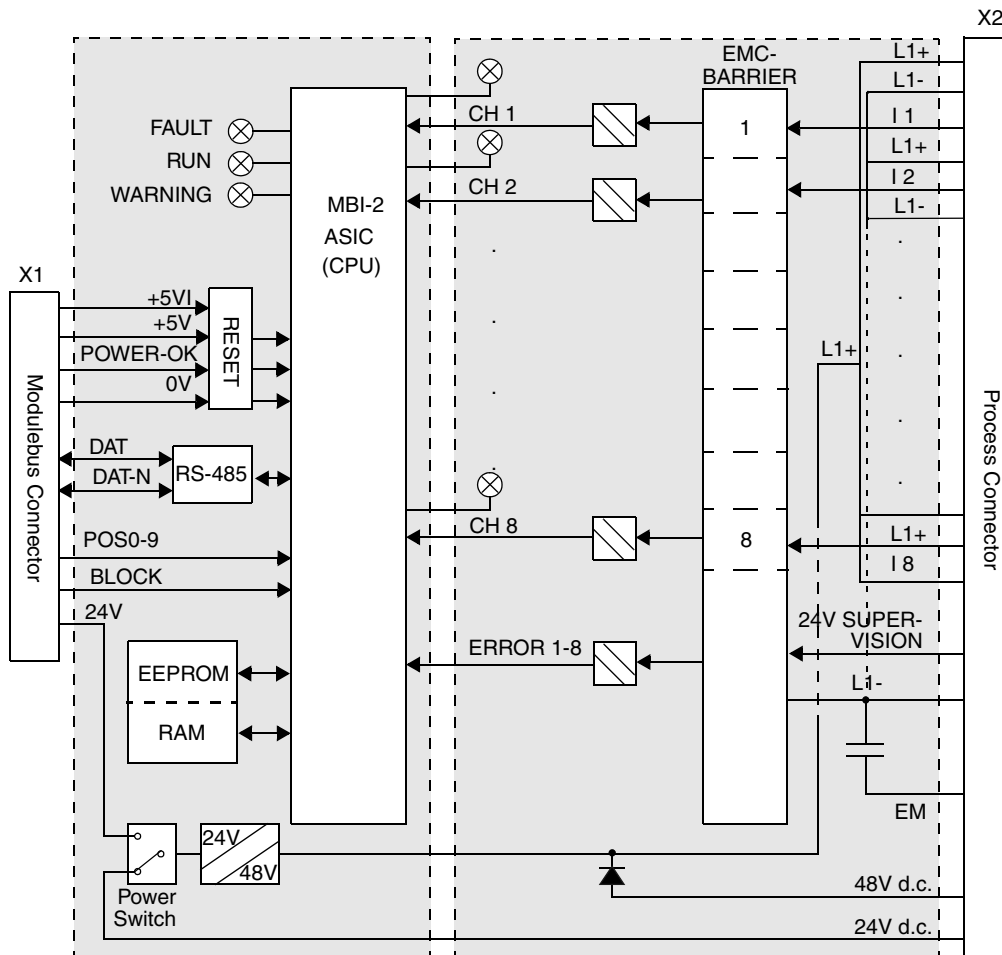 X2
EMC-
BARRIER
L1+
L1-
I 1
L1+
I 2
L1-
CH 1
CH 2
1
FAULT
RUN
WARNING
MBI-2
ASIC
(CPU)
X1
+5VI
+5V
POWER-OK
0V
RESET
L1+
Modulebus Connector
Process Connector
DAT
DAT-N
RS-485
POS0-9
BLOCK
24V
CH 8
8
L1+
I 8
24V SUPER-
VISION
ERROR 1-8
EEPROM
RAM
L1-
EM
24V
48V
Power
Switch
48V d.c.
24V d.c.